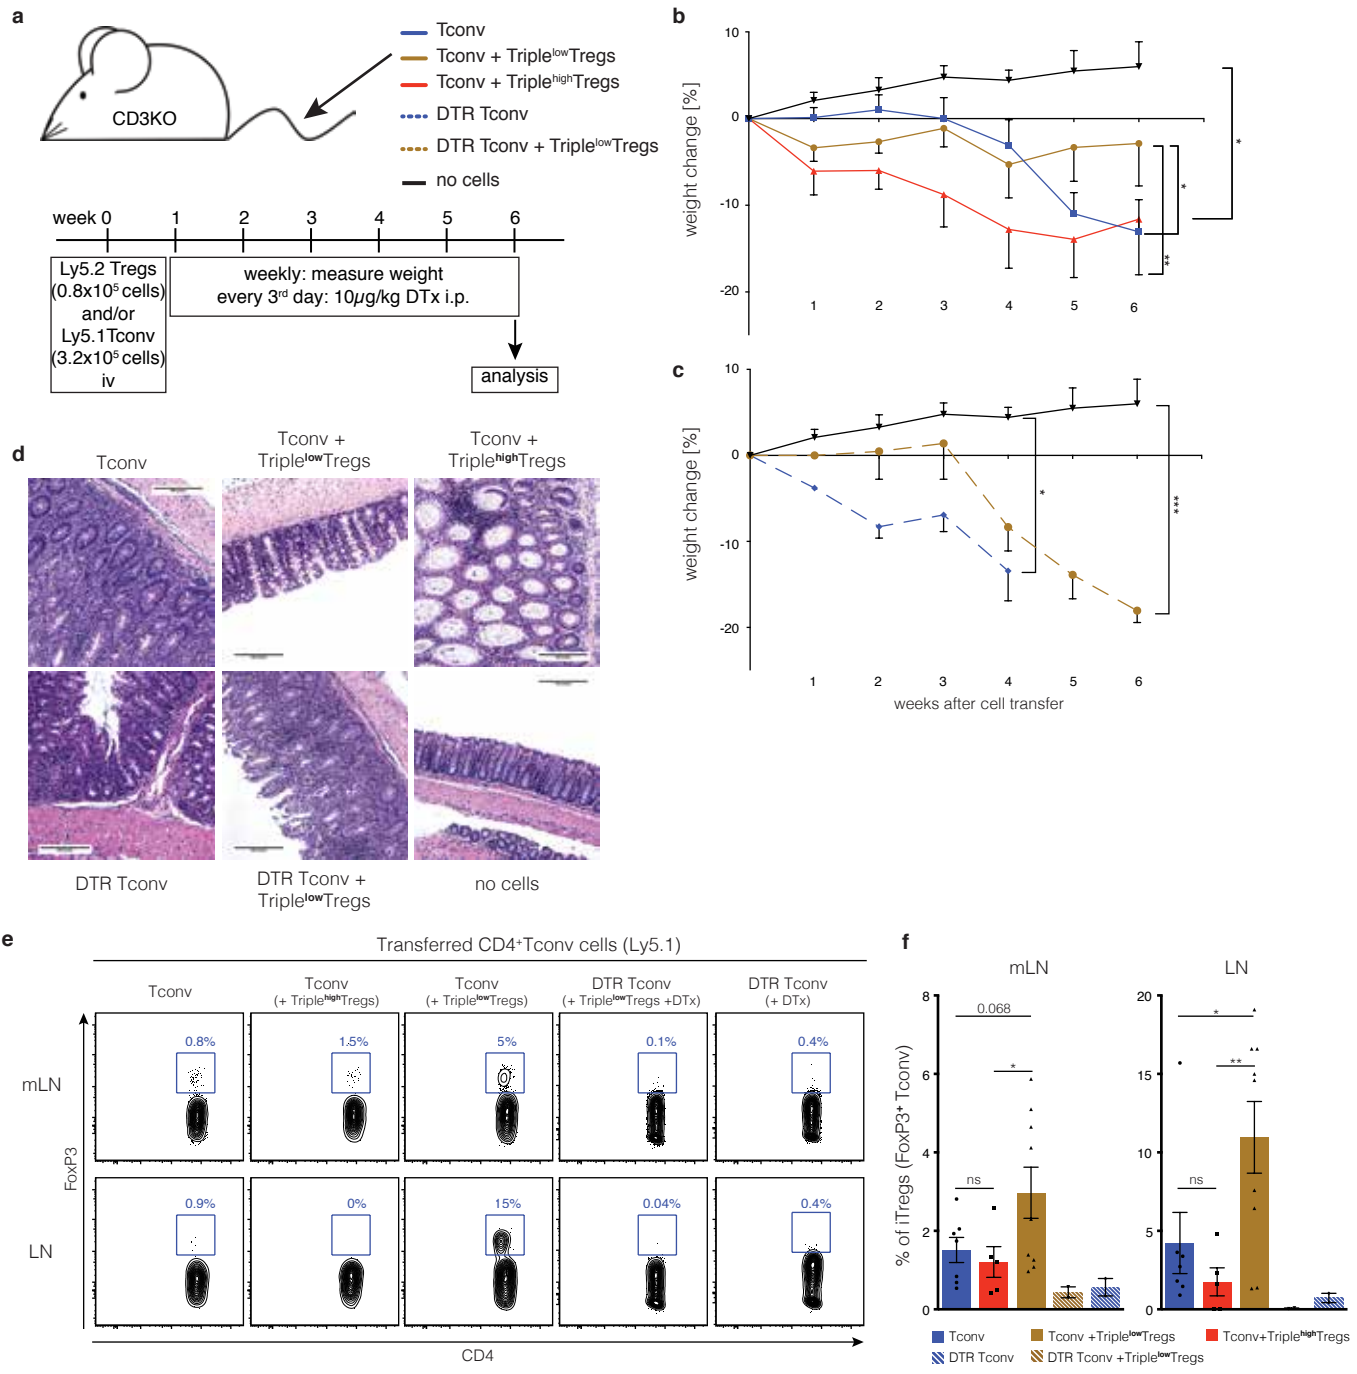 a
CD3KO
Tconv
Tconv + Triple^low Tregs
Tconv + Triple^high Tregs
DTR Tconv
DTR Tconv + Triple^low Tregs
no cells
week 0 1 2 3 4 5 6
Ly5.2 Tregs
(0.8x10⁵ cells)
and/or
Ly5.1Tconv
(3.2x10⁵ cells)
iv
weekly: measure weight
every 3rd day: 10µg/kg DTx i.p.
analysis
b
weight change [%]
10
0
-10
-20
1 2 3 4 5 6
*
*
**
c
weight change [%]
10
0
-10
-20
1 2 3 4 5 6
weeks after cell transfer
*
***
d
Tconv
Tconv +
Triple^low Tregs
Tconv +
Triple^high Tregs
DTR Tconv
DTR Tconv +
Triple^low Tregs
no cells
e
Transferred CD4⁺Tconv cells (Ly5.1)
Tconv
Tconv
(+ Triple^high Tregs)
Tconv
(+ Triple^low Tregs)
DTR Tconv
(+ Triple^low Tregs +DTx)
DTR Tconv
(+ DTx)
mLN
0.8% 1.5% 5% 0.1% 0.4%
LN
0.9% 0% 15% 0.04% 0.4%
FoxP3
CD4
f
% of iTregs (FoxP3⁺ Tconv)
mLN
8
6
4
2
0
0.068
*
ns
LN
20
15
10
5
0
*
**
ns
Tconv
Tconv +Triple^low Tregs
Tconv+Triple^high Tregs
DTR Tconv
DTR Tconv +Triple^low Tregs